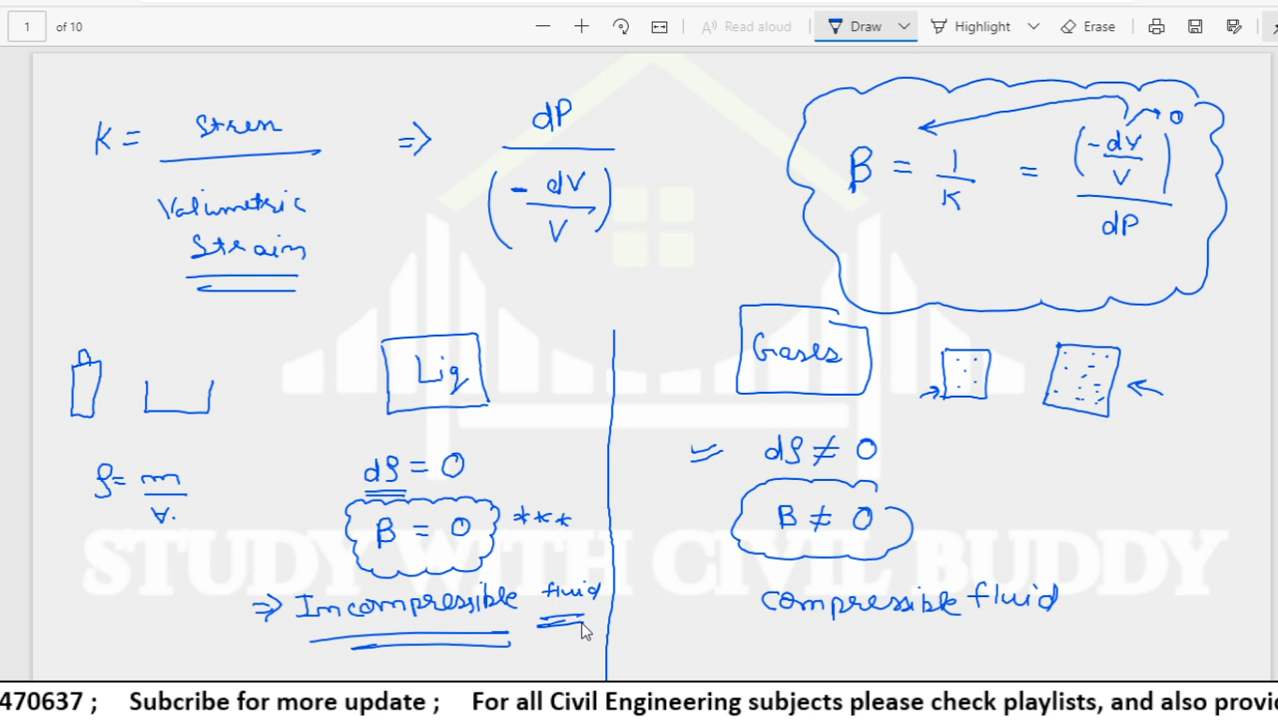 1 of 10 Read aloud Draw Highlight Erase
K = Stress / Valumetric Strain => dP / (- dV / V)
β = 1 / K = (- dV / V) / dP → 0
Liq
Gases
ρ = m / V.
dρ = 0
dρ ≠ 0
β = 0 ***
β ≠ 0
=> Incompressible fluid
compressible fluid
STUDY WITH CIVIL BUDDY
470637 ; Subcribe for more update ; For all Civil Engineering subjects please check playlists, and also provi